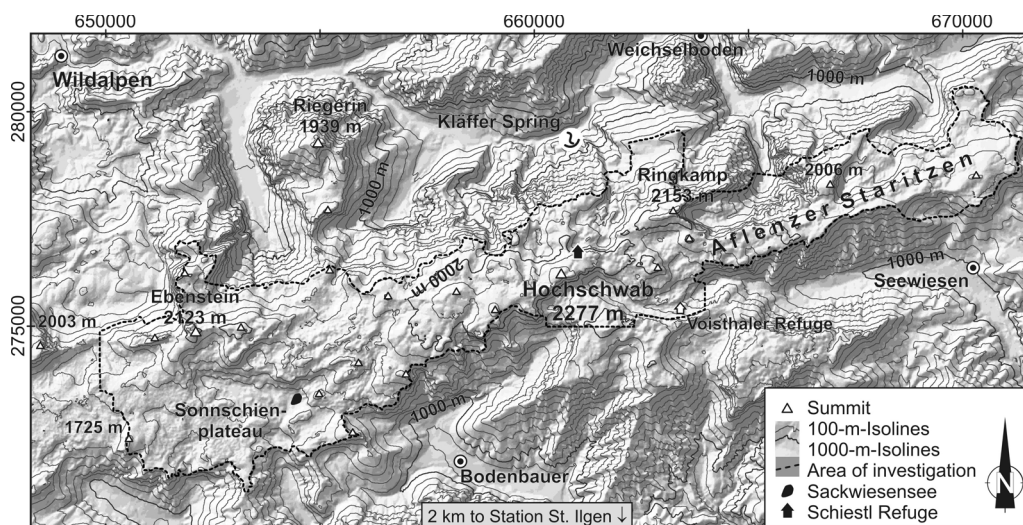 650000
660000
670000
280000
275000
Wildalpen
Weichselboden
1000 m
Riegerin
1939 m
Kläffer Spring
1000 m
Ringkamp
2153 m
2006 m
Aflenzer Staritzen
2000 m
1000 m
Seewiesen
Ebenstein
2123 m
Hochschwab
2277 m
Voisthaler Refuge
2003 m
Sonnschien-
plateau
1000 m
1725 m
Bodenbauer
2 km to Station St. Ilgen ↓
Summit
100-m-Isolines
1000-m-Isolines
Area of investigation
Sackwiesensee
Schiestl Refuge
N